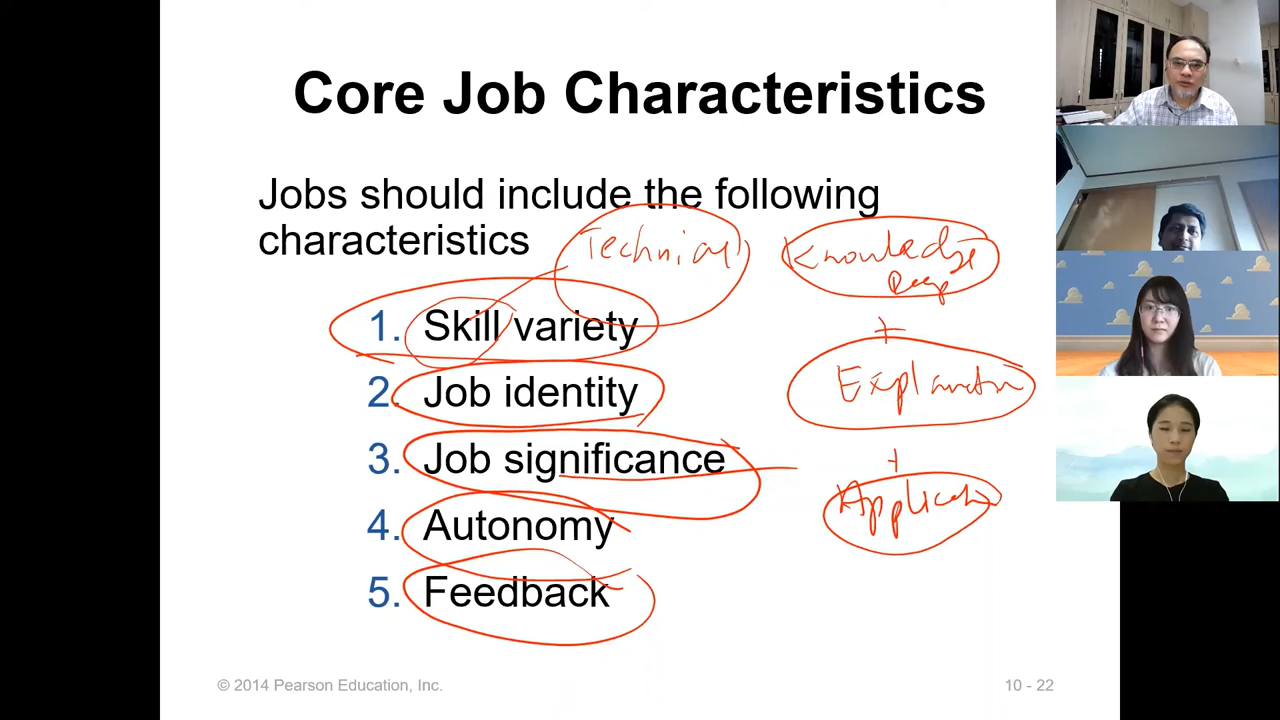 Core Job Characteristics
Jobs should include the following
characteristics
Technical
Knowledge
Deep
1. Skill variety
+
2. Job identity
Explanation
3. Job significance
+
Application
4. Autonomy
5. Feedback
© 2014 Pearson Education, Inc.
10 - 22